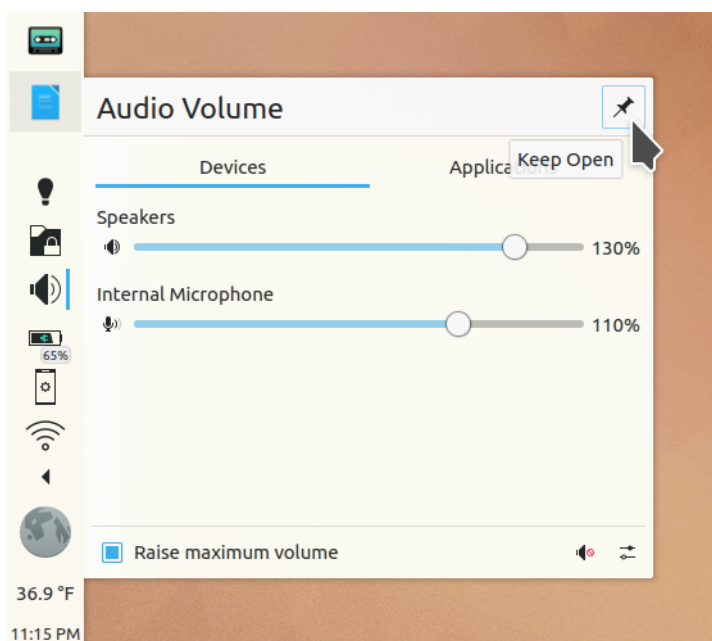 Audio Volume
Keep Open
Devices
Speakers
130%
Internal Microphone
110%
65%
Raise maximum volume
36.9 °F
11:15 PM